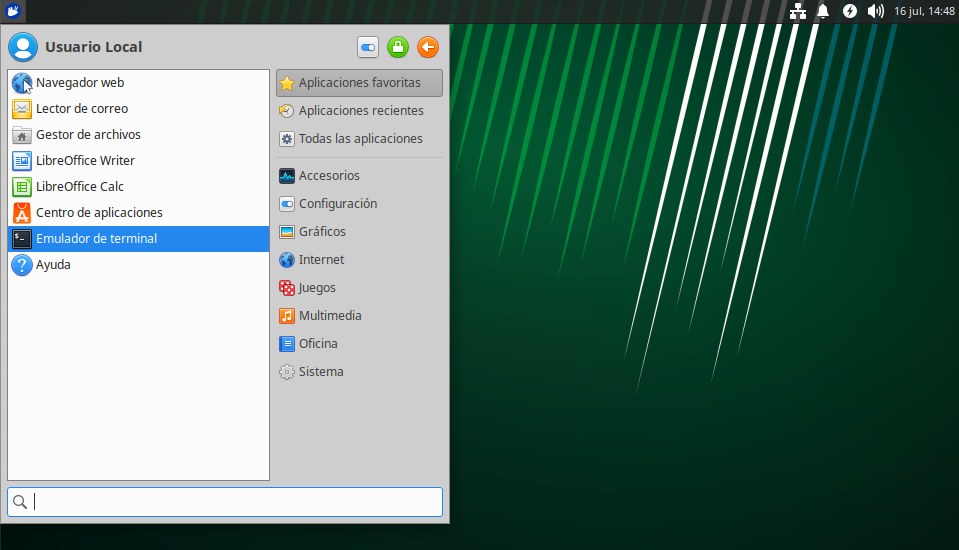 16 jul, 14:48
Usuario Local
Navegador web
Lector de correo
Gestor de archivos
LibreOffice Writer
LibreOffice Calc
Centro de aplicaciones
Emulador de terminal
Ayuda
Aplicaciones favoritas
Aplicaciones recientes
Todas las aplicaciones
Accesorios
Configuración
Gráficos
Internet
Juegos
Multimedia
Oficina
Sistema